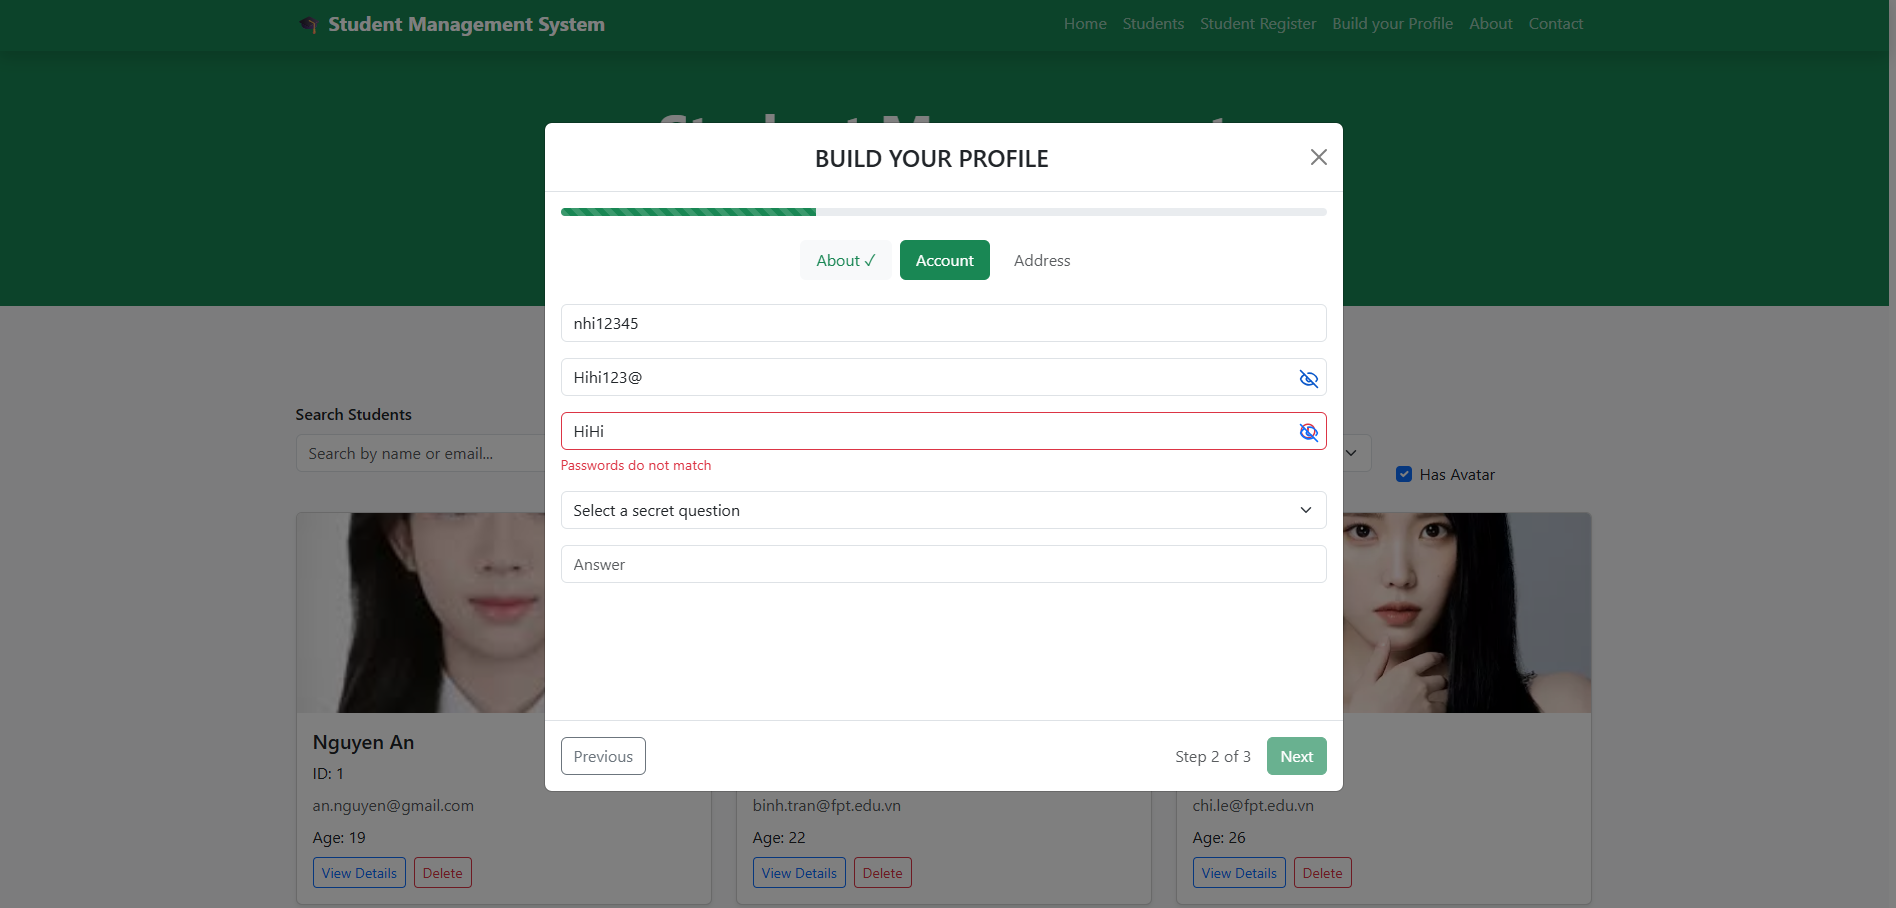 Student Management System
Home Students Student Register Build your Profile About Contact
BUILD YOUR PROFILE
About ✓ Account Address
nhi12345
Hihi123@
HiHi
Passwords do not match
Select a secret question
Answer
Previous Step 2 of 3 Next
Search Students
Search by name or email...
Has Avatar
Nguyen An
ID: 1
an.nguyen@gmail.com binh.tran@fpt.edu.vn chi.le@fpt.edu.vn
Age: 19 Age: 22 Age: 26
View Details Delete View Details Delete View Details Delete